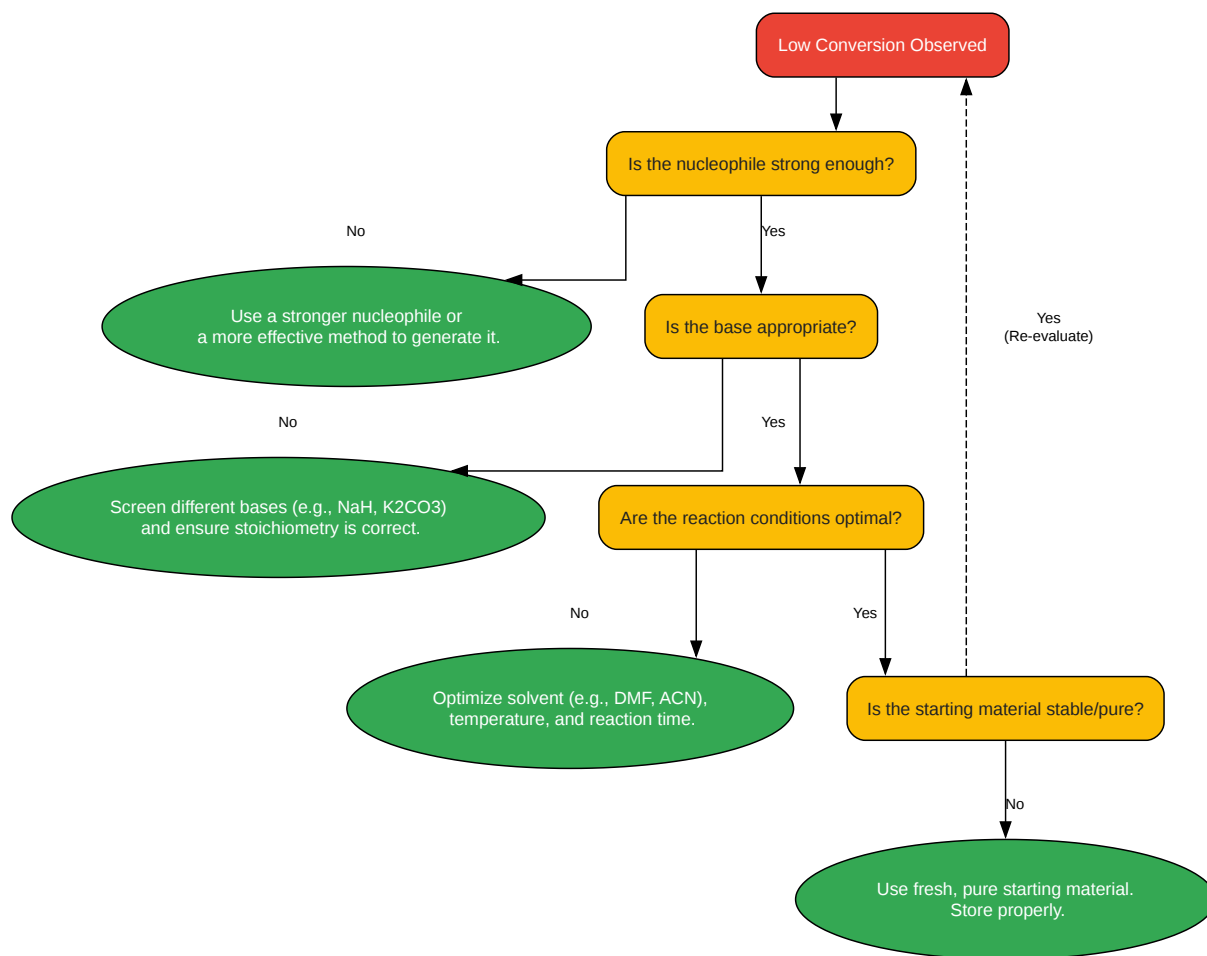 Low Conversion Observed
Is the nucleophile strong enough?
No
Yes
Use a stronger nucleophile or
a more effective method to generate it.
Is the base appropriate?
Yes
(Re-evaluate)
No
Yes
Screen different bases (e.g., NaH, K2CO3)
and ensure stoichiometry is correct.
Are the reaction conditions optimal?
No
Yes
Optimize solvent (e.g., DMF, ACN),
temperature, and reaction time.
Is the starting material stable/pure?
No
Use fresh, pure starting material.
Store properly.